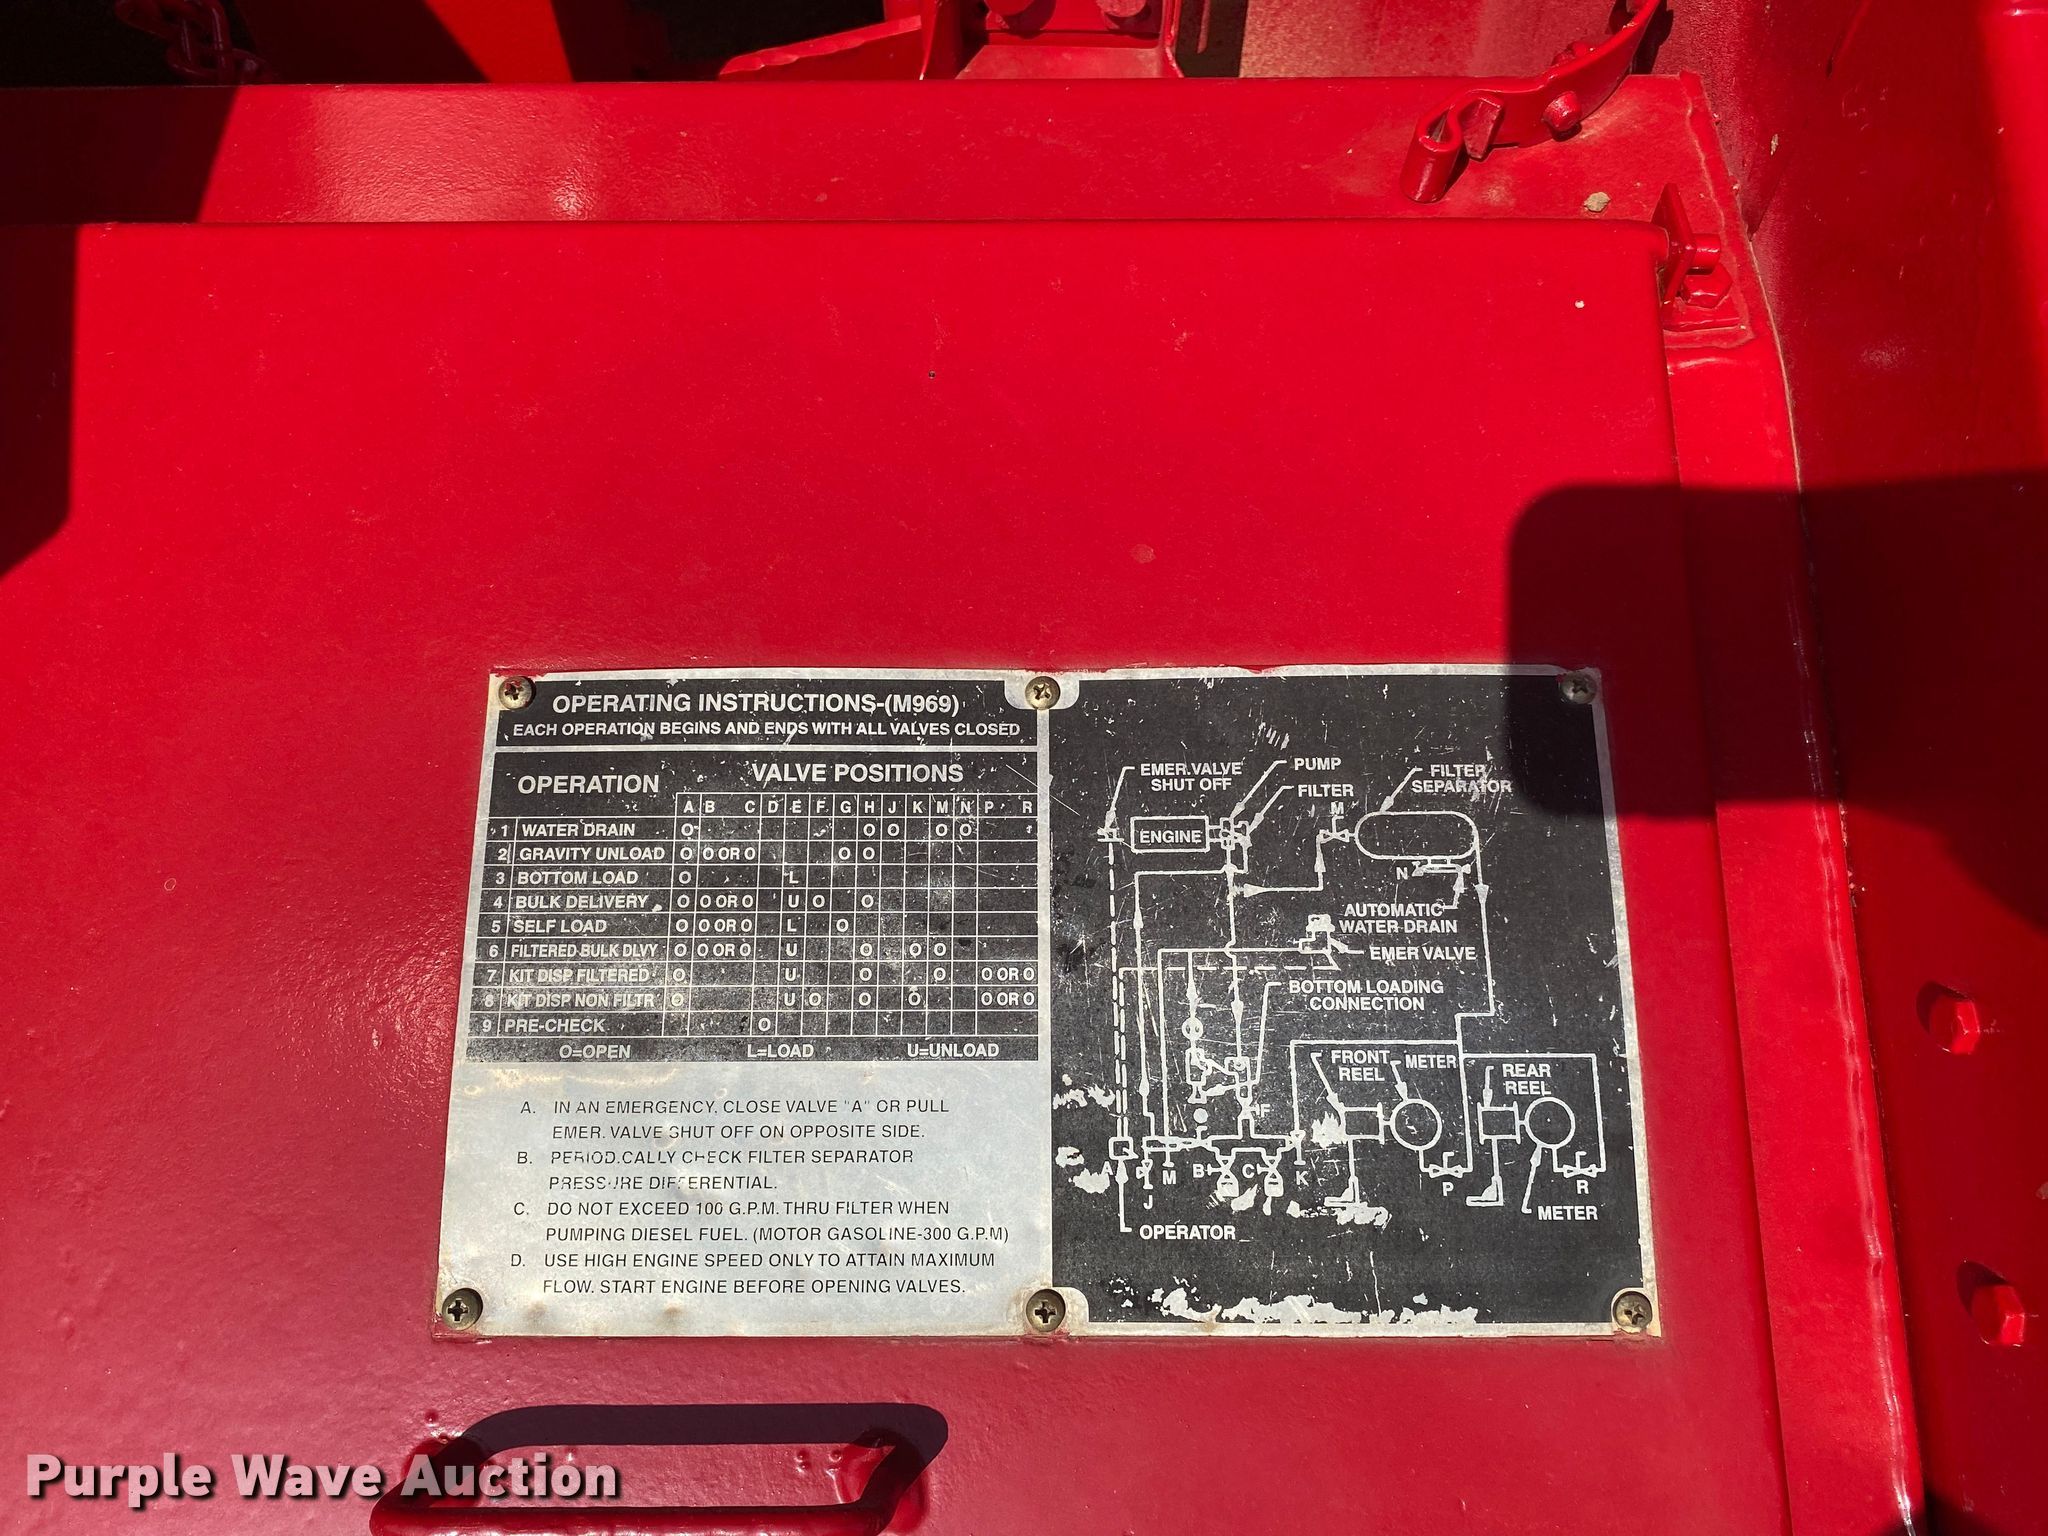 OPERATING INSTRUCTIONS-(M969)
EACH OPERATION BEGINS AND ENDS WITH ALL VALVES CLOSED
OPERATION VALVE POSITIONS
A B C D E F G H J K M N P R
1 WATER DRAIN O O O O O
2 GRAVITY UNLOAD O O OR O O O
3 BOTTOM LOAD O L
4 BULK DELIVERY O O OR O U O O
5 SELF LOAD O O OR O L O
6 FILTERED BULK DLVY O O OR O U O O O
7 KIT DISP FILTERED O U O O O OR O
8 KIT DISP NON FILTR O U O O O O OR O
9 PRE-CHECK O
O=OPEN L=LOAD U=UNLOAD
A. IN AN EMERGENCY, CLOSE VALVE "A" OR PULL
EMER. VALVE SHUT OFF ON OPPOSITE SIDE.
B. PERIODICALLY CHECK FILTER SEPARATOR
PRESSURE DIFFERENTIAL.
C. DO NOT EXCEED 100 G.P.M. THRU FILTER WHEN
PUMPING DIESEL FUEL. (MOTOR GASOLINE-300 G.P.M)
D. USE HIGH ENGINE SPEED ONLY TO ATTAIN MAXIMUM
FLOW. START ENGINE BEFORE OPENING VALVES.
EMER. VALVE
SHUT OFF
PUMP
FILTER
FILTER
SEPARATOR
M
ENGINE
N
AUTOMATIC
WATER DRAIN
EMER VALVE
BOTTOM LOADING
CONNECTION
FRONT
REEL
METER
REAR
REEL
F
A
J
M
B
C
K
P
R
METER
OPERATOR
Purple Wave Auction